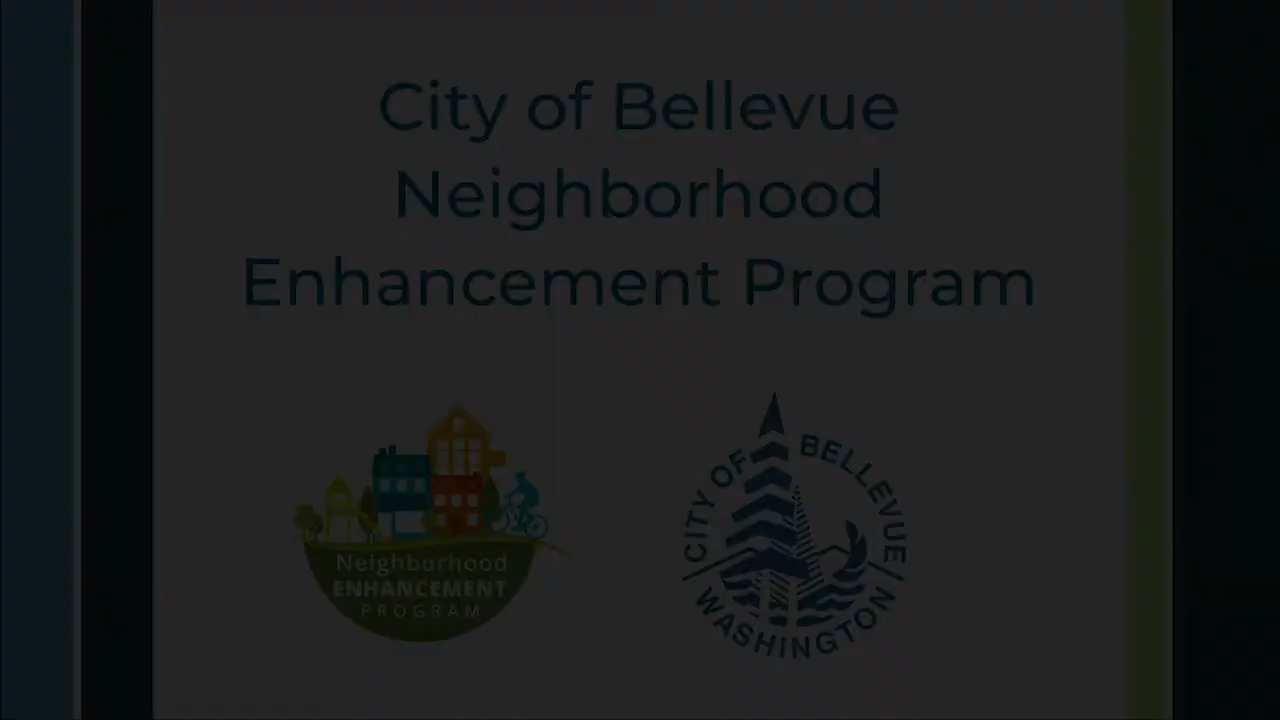 City of Bellevue
Neighborhood
Enhancement Program
Neighborhood
ENHANCEMENT
PROGRAM
CITY OF BELLEVUE
WASHINGTON